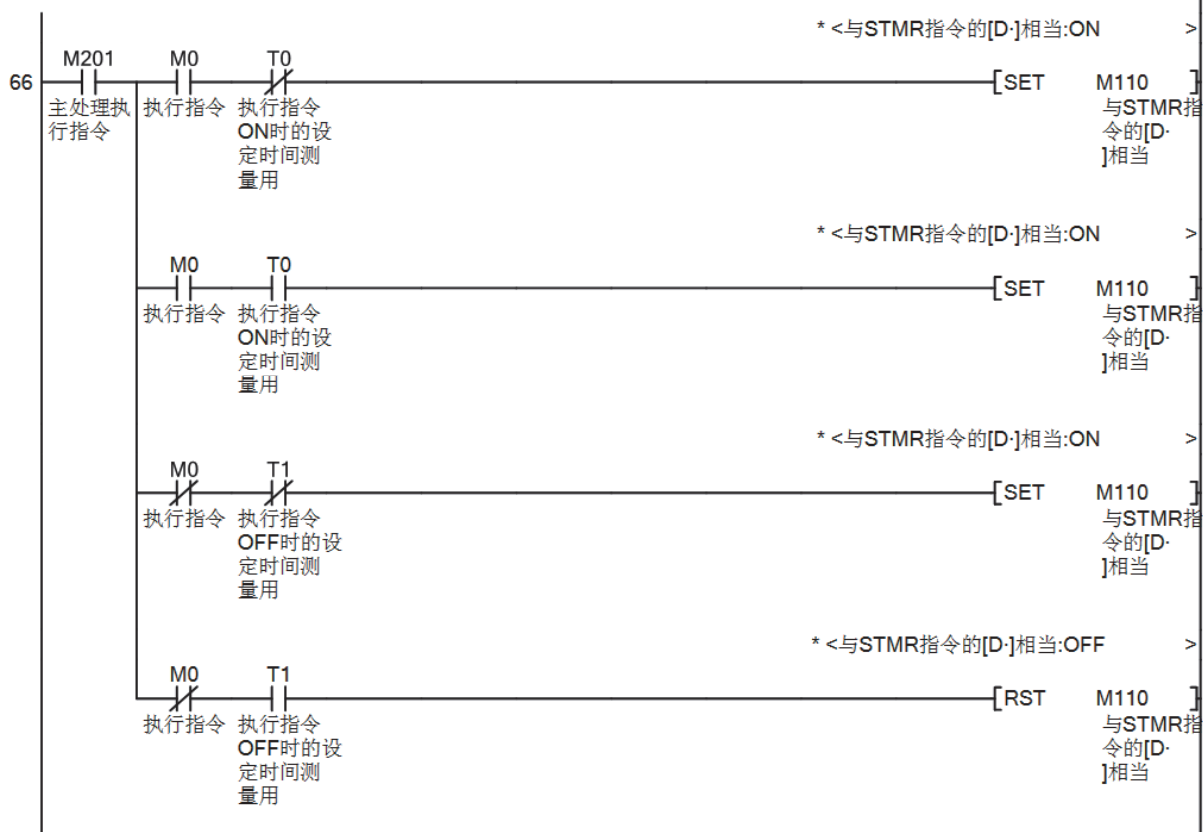 * <与STMR指令的[D·]相当:ON >
M201 M0 T0
66 [SET M110 ]
主处理执 执行指令 执行指令 与STMR指
行指令 ON时的设 令的[D·
定时间测 ]相当
量用
* <与STMR指令的[D·]相当:ON >
M0 T0
[SET M110 ]
执行指令 执行指令 与STMR指
ON时的设 令的[D·
定时间测 ]相当
量用
* <与STMR指令的[D·]相当:ON >
M0 T1
[SET M110 ]
执行指令 执行指令 与STMR指
OFF时的设 令的[D·
定时间测 ]相当
量用
* <与STMR指令的[D·]相当:OFF >
M0 T1
[RST M110 ]
执行指令 执行指令 与STMR指
OFF时的设 令的[D·
定时间测 ]相当
量用